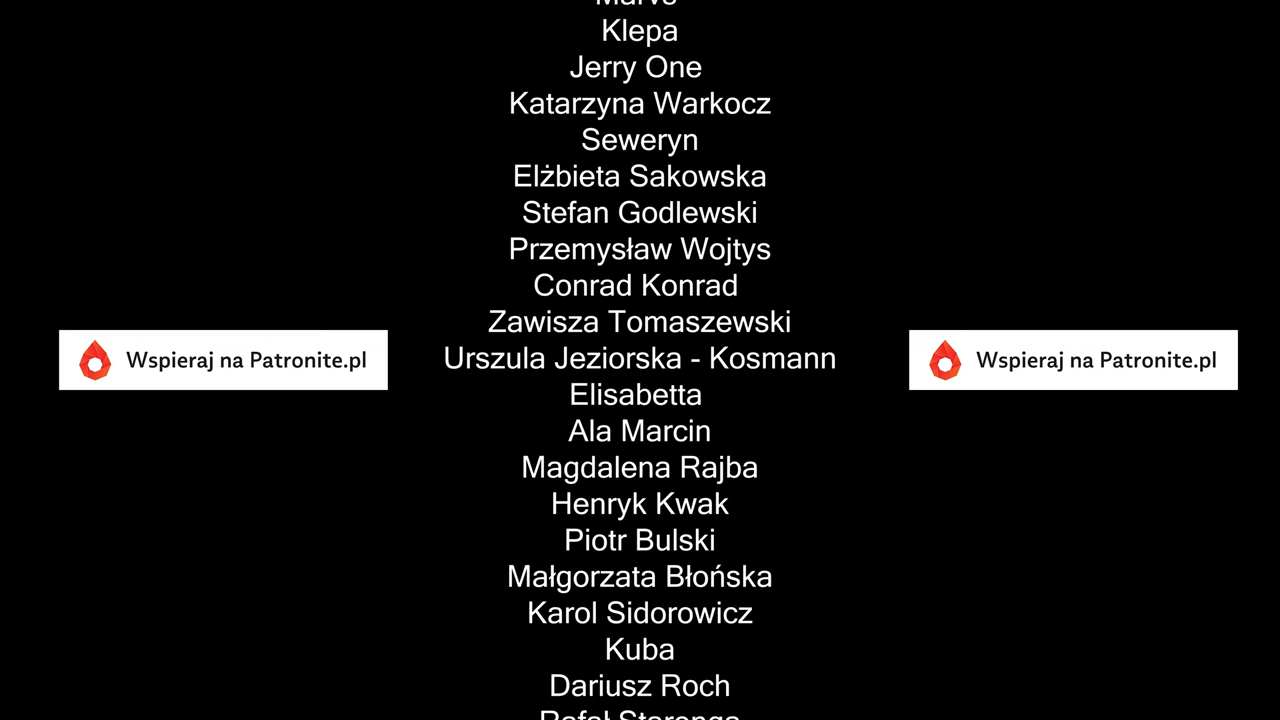 Klepa
Jerry One
Katarzyna Warkocz
Seweryn
Elżbieta Sakowska
Stefan Godlewski
Przemysław Wojtys
Conrad Konrad
Zawisza Tomaszewski
Wspieraj na Patronite.pl
Urszula Jeziorska - Kosmann
Wspieraj na Patronite.pl
Elisabetta
Ala Marcin
Magdalena Rajba
Henryk Kwak
Piotr Bulski
Małgorzata Błońska
Karol Sidorowicz
Kuba
Dariusz Roch